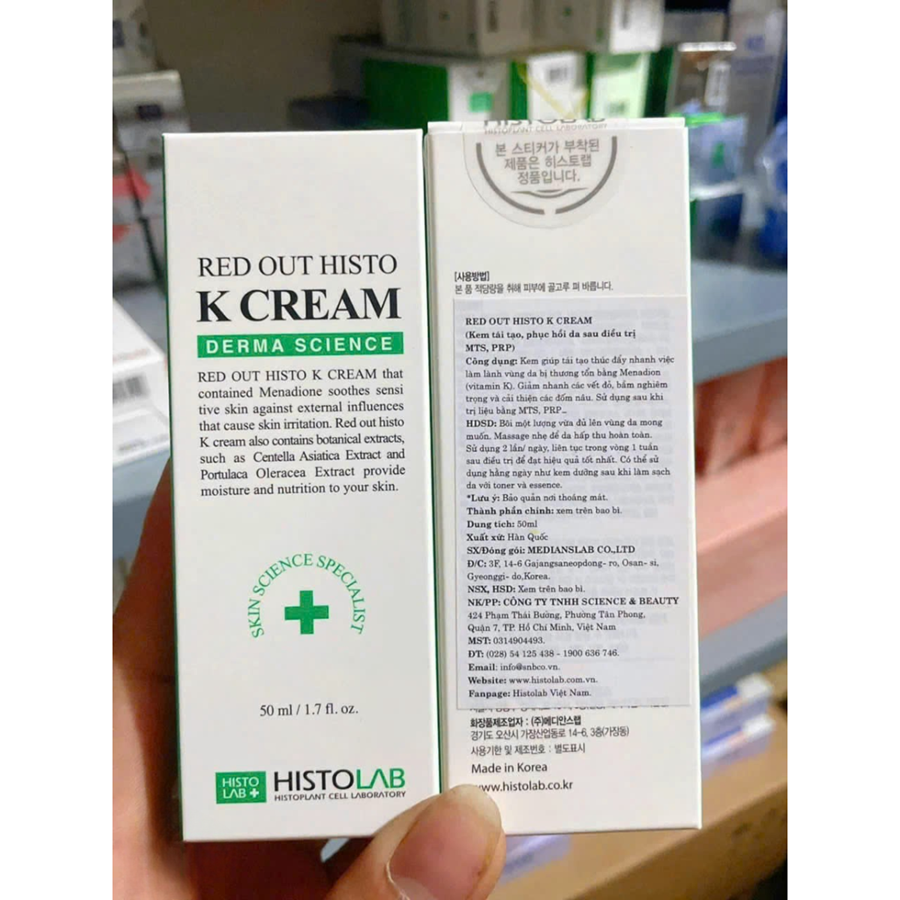 RED OUT HISTO
K CREAM
DERMA SCIENCE
RED OUT HISTO K CREAM that
contained Menadione soothes sensi
tive skin against external influences
that cause skin irritation. Red out histo
K cream also contains botanical extracts,
such as Centella Asiatica Extract and
Portulaca Oleracea Extract provide
moisture and nutrition to your skin.
SKIN SCIENCE SPECIALIST
50 ml / 1.7 fl. oz.
HISTO
LAB
HISTOLAB
HISTOPLANT CELL LABORATORY
HISTOLAB
HISTOPLANT CELL LABORATORY
본 스티커가 부착된
제품은 히스토랩
정품입니다.
[사용방법]
본 품 적당량을 취해 피부에 골고루 펴 바릅니다.
RED OUT HISTO K CREAM
(Kem tái tạo, phục hồi da sau điều trị
MTS, PRP)
Công dụng: Kem giúp tái tạo thúc đẩy nhanh việc
làm lành vùng da bị thương tổn bằng Menadion
(vitamin K). Giảm nhanh các vết đỏ, bầm nghiêm
trọng và cải thiện các đốm nâu. Sử dụng sau khi
trị liệu bằng MTS, PRP...
HDSD: Bôi một lượng vừa đủ lên vùng da mong
muốn. Massage nhẹ để da hấp thu hoàn toàn.
Sử dụng 2 lần/ ngày, liên tục trong vòng 1 tuần
sau điều trị để đạt hiệu quả tốt nhất. Có thể sử
dụng hằng ngày như kem dưỡng sau khi làm sạch
da với toner và essence.
*Lưu ý: Bảo quản nơi thoáng mát.
Thành phần chính: xem trên bao bì.
Dung tích: 50ml
Xuất xứ: Hàn Quốc
SX/Đóng gói: MEDIANSLAB CO.,LTD
Đ/C: 3F, 14-6 Gajangsaneopdong- ro, Osan- si,
Gyeonggi- do,Korea.
NSX, HSD: Xem trên bao bì.
NK/PP: CÔNG TY TNHH SCIENCE & BEAUTY
424 Phạm Thái Bường, Phường Tân Phong,
Quận 7, TP. Hồ Chí Minh, Việt Nam
MST: 0314904493.
ĐT: (028) 54 125 438 - 1900 636 746.
Email: info@snbco.vn.
Website: www.histolab.com.vn.
Fanpage: Histolab Việt Nam.
화장품제조업자 : (주)메디안스랩
경기도 오산시 가장산업동로 14-6, 3층(가장동)
사용기한 및 제조번호 : 별도표시
Made in Korea
www.histolab.co.kr